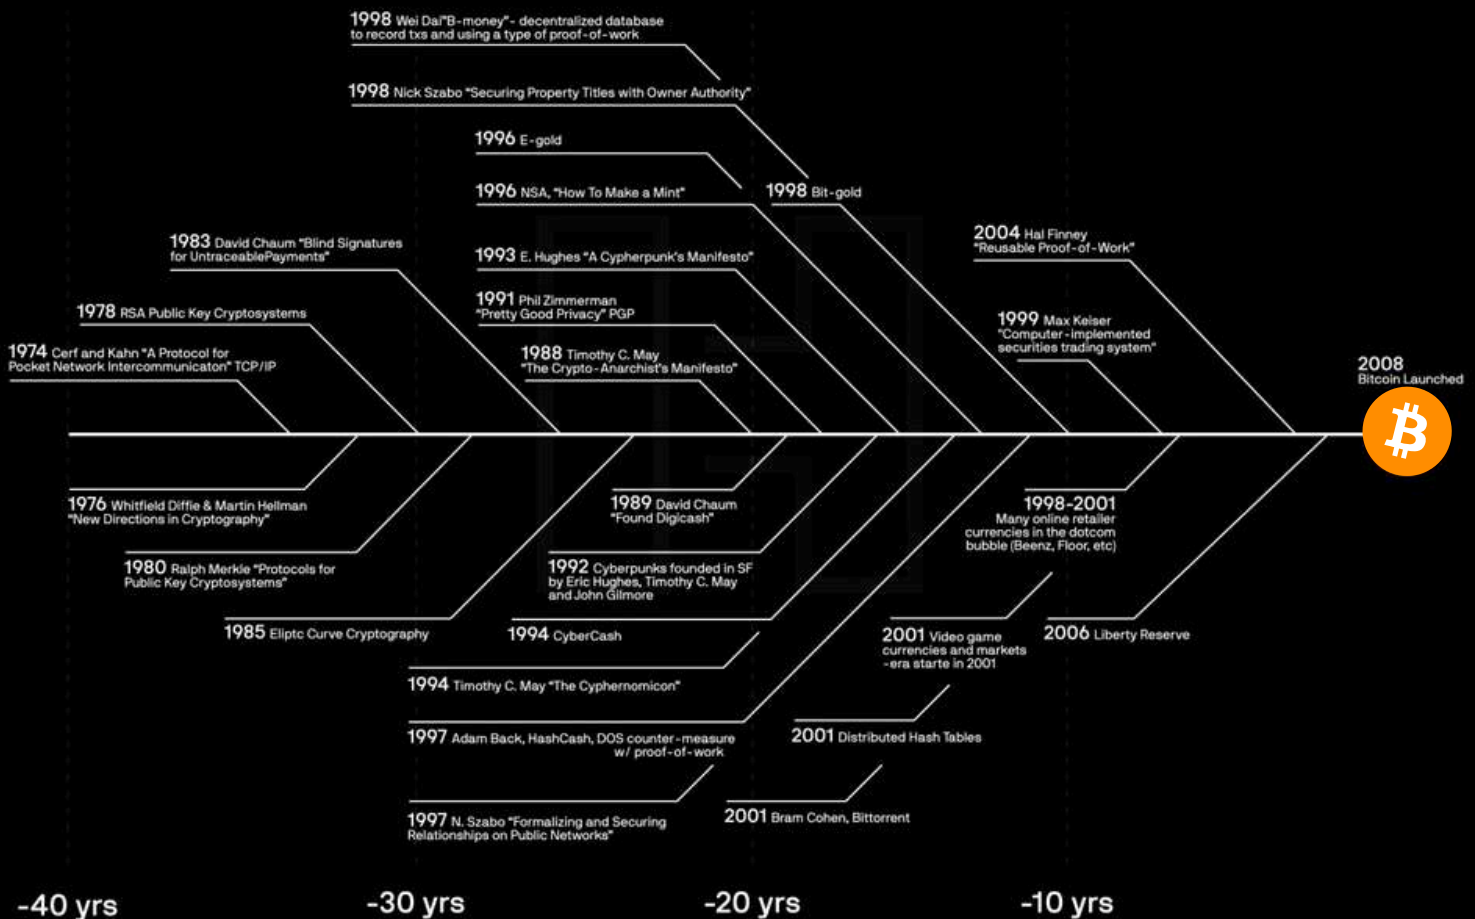 1998 Wei Dai"B-money"- decentralized database
to record txs and using a type of proof-of-work
1998 Nick Szabo "Securing Property Titles with Owner Authority"
1996 E-gold
1996 NSA, "How To Make a Mint"
1998 Bit-gold
1983 David Chaum "Blind Signatures
for UntraceablePayments"
2004 Hal Finney
"Reusable Proof-of-Work"
1993 E. Hughes "A Cypherpunk's Manifesto"
1978 RSA Public Key Cryptosystems
1991 Phil Zimmerman
"Pretty Good Privacy" PGP
1999 Max Keiser
"Computer-implemented
securities trading system"
1974 Cerf and Kahn "A Protocol for
Pocket Network Intercommunicaton" TCP/IP
1988 Timothy C. May
"The Crypto-Anarchist's Manifesto"
2008
Bitcoin Launched
1976 Whitfield Diffie & Martin Hellman
"New Directions in Cryptography"
1989 David Chaum
"Found Digicash"
1998-2001
Many online retailer
currencies in the dotcom
bubble (Beenz, Floor, etc)
1980 Ralph Merkle "Protocols for
Public Key Cryptosystems"
1992 Cyberpunks founded in SF
by Eric Hughes, Timothy C. May
and John Gilmore
1985 Eliptc Curve Cryptography
1994 CyberCash
2001 Video game
currencies and markets
-era starte in 2001
2006 Liberty Reserve
1994 Timothy C. May "The Cyphernomicon"
1997 Adam Back, HashCash, DOS counter-measure
w/ proof-of-work
2001 Distributed Hash Tables
1997 N. Szabo "Formalizing and Securing
Relationships on Public Networks"
2001 Bram Cohen, Bittorrent
-40 yrs
-30 yrs
-20 yrs
-10 yrs